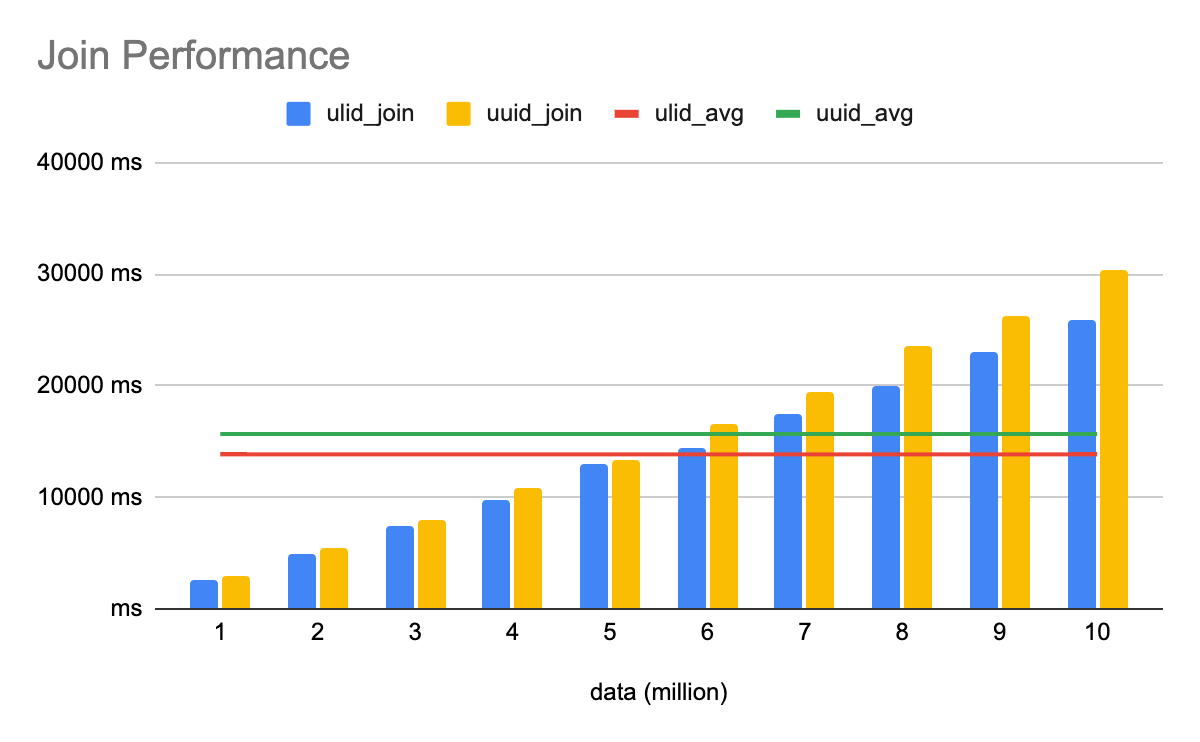 Join Performance
ulid_join uuid_join ulid_avg uuid_avg
40000 ms
30000 ms
20000 ms
10000 ms
ms
1 2 3 4 5 6 7 8 9 10
data (million)